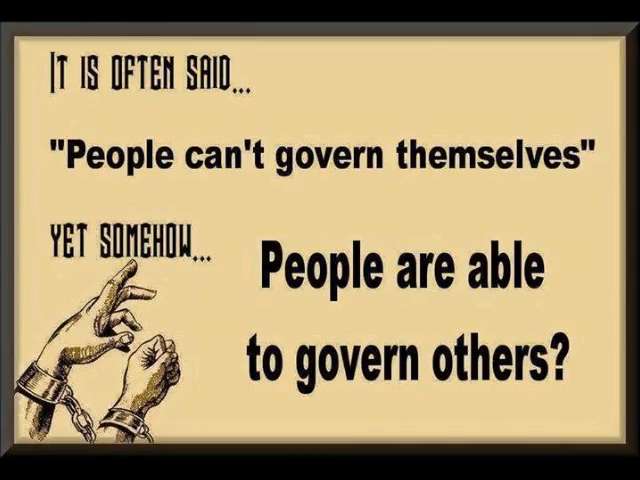 It is often said...
"People can't govern themselves"
yet somehow...
People are able
to govern others?